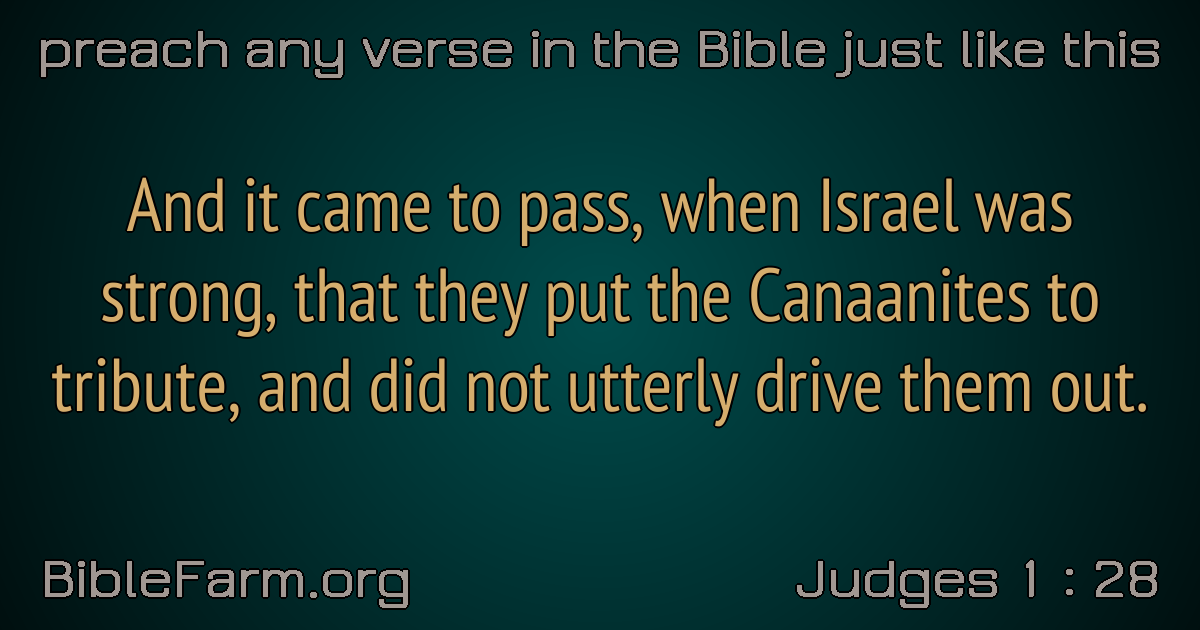 preach any verse in the Bible just like this
And it came to pass, when Israel was
strong, that they put the Canaanites to
tribute, and did not utterly drive them out.
BibleFarm.org
Judges 1 : 28